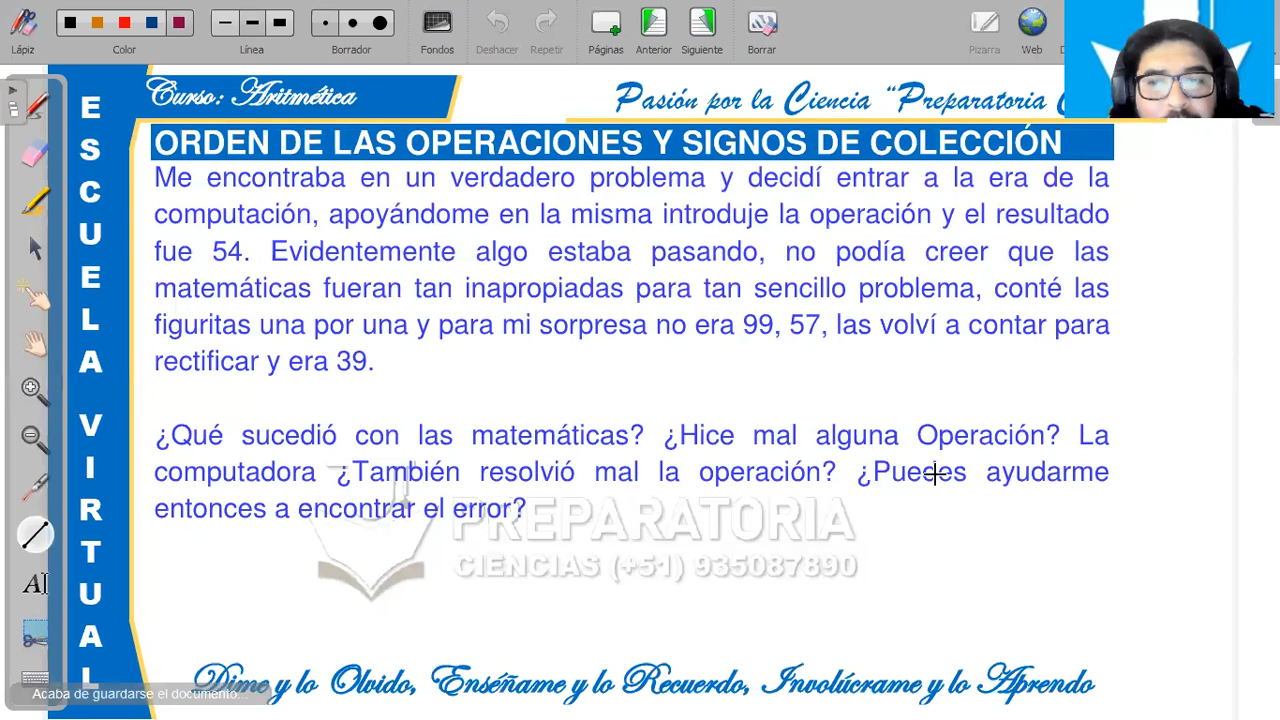 Lápiz
Color
Línea
Borrador
Fondos
Deshacer
Repetir
Páginas
Anterior
Siguiente
Borrar
Pizarra
Web
Curso: Aritmética
Pasión por la Ciencia “Preparatoria C
ESCUELA VIRTUAL
ORDEN DE LAS OPERACIONES Y SIGNOS DE COLECCIÓN
Me encontraba en un verdadero problema y decidí entrar a la era de la
computación, apoyándome en la misma introduje la operación y el resultado
fue 54. Evidentemente algo estaba pasando, no podía creer que las
matemáticas fueran tan inapropiadas para tan sencillo problema, conté las
figuritas una por una y para mi sorpresa no era 99, 57, las volví a contar para
rectificar y era 39.
¿Qué sucedió con las matemáticas? ¿Hice mal alguna Operación? La
computadora ¿También resolvió mal la operación? ¿Puedes ayudarme
entonces a encontrar el error?
PREPARATORIA
CIENCIAS (+51) 935087890
Dime y lo Olvido, Enséñame y lo Recuerdo, Involúcrame y lo Aprendo
Acaba de guardarse el documento...